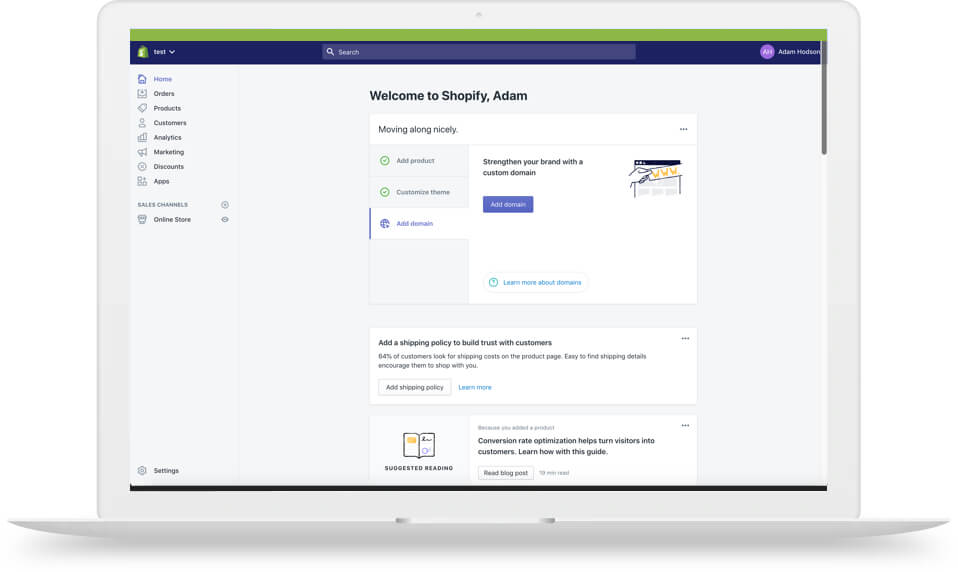 test
Search
AH
Adam Hodson
Home
Orders
Products
Customers
Analytics
Marketing
Discounts
Apps
SALES CHANNELS
Online Store
Settings
Welcome to Shopify, Adam
Moving along nicely.
Add product
Customize theme
Add domain
Strengthen your brand with a
custom domain
Add domain
Learn more about domains
Add a shipping policy to build trust with customers
64% of customers look for shipping costs on the product page. Easy to find shipping details
encourage them to shop with you.
Add shipping policy
Learn more
SUGGESTED READING
Because you added a product
Conversion rate optimization helps turn visitors into
customers. Learn how with this guide.
Read blog post
19 min read